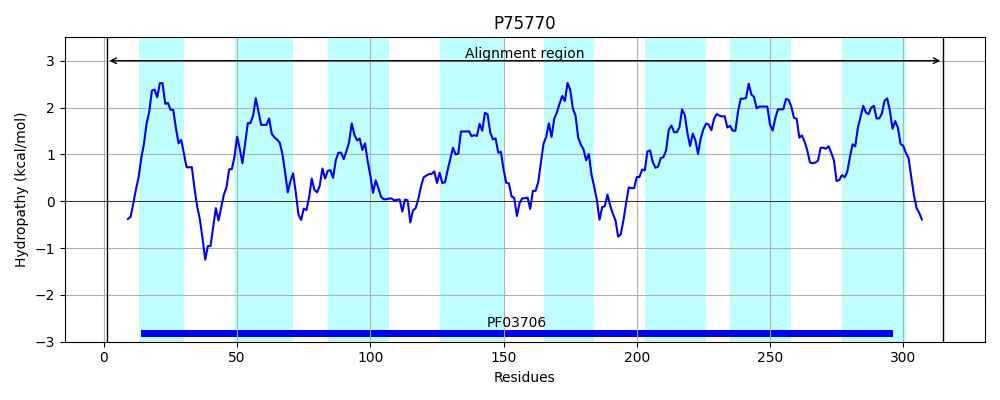 P75770
Alignment region
Hydropathy (kcal/mol)
3
2
1
0
−1
−2
−3
PF03706
0 50 100 150 200 250 300
Residues